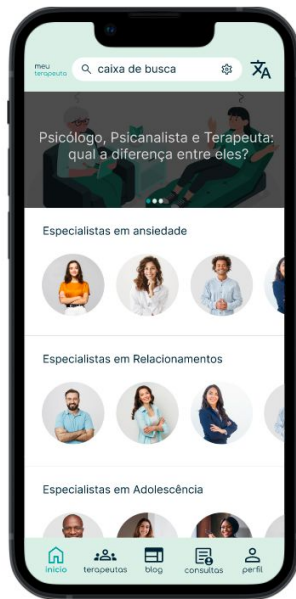 meu
terapeuta
caixa de busca
Psicólogo, Psicanalista e Terapeuta:
qual a diferença entre eles?
Especialistas em ansiedade
Especialistas em Relacionamentos
Especialistas em Adolescência
início terapeutas blog consultas perfil